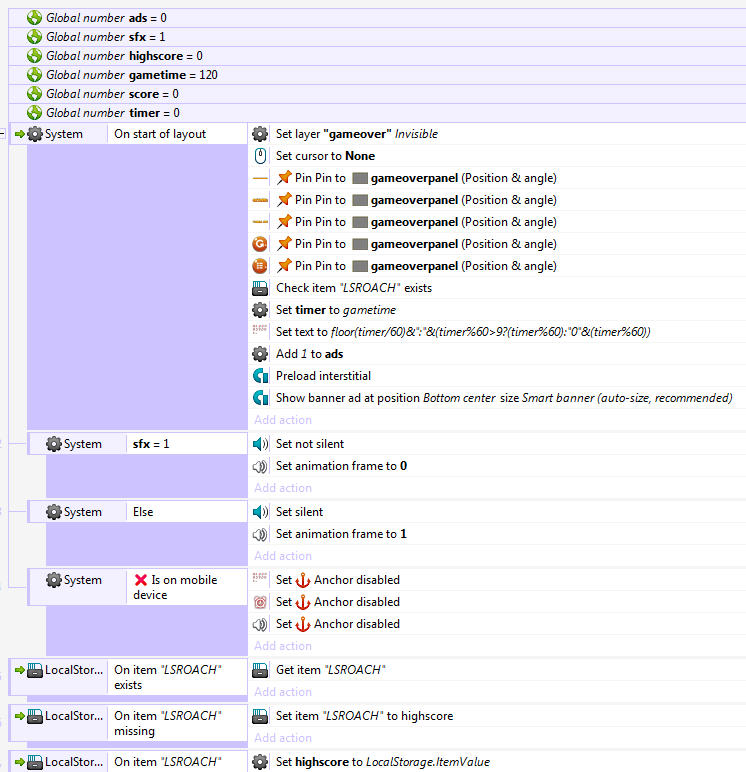 Global number ads = 0
Global number sfx = 1
Global number highscore = 0
Global number gametime = 120
Global number score = 0
Global number timer = 0
System On start of layout Set layer "gameover" Invisible
Set cursor to None
Pin Pin to gameoverpanel (Position & angle)
Pin Pin to gameoverpanel (Position & angle)
Pin Pin to gameoverpanel (Position & angle)
Pin Pin to gameoverpanel (Position & angle)
Pin Pin to gameoverpanel (Position & angle)
Check item "LSROACH" exists
Set timer to gametime
Set text to floor(timer/60)&":"&(timer%60>9?(timer%60):"0"&(timer%60))
Add 1 to ads
Preload interstitial
Show banner ad at position Bottom center size Smart banner (auto-size, recommended)
Add action
System sfx = 1 Set not silent
Set animation frame to 0
Add action
System Else Set silent
Set animation frame to 1
Add action
System Is on mobile device Set Anchor disabled
Set Anchor disabled
Set Anchor disabled
Add action
LocalStor... On item "LSROACH" exists Get item "LSROACH"
Add action
LocalStor... On item "LSROACH" missing Set item "LSROACH" to highscore
Add action
LocalStor... On item "LSROACH" Set highscore to LocalStorage.ItemValue